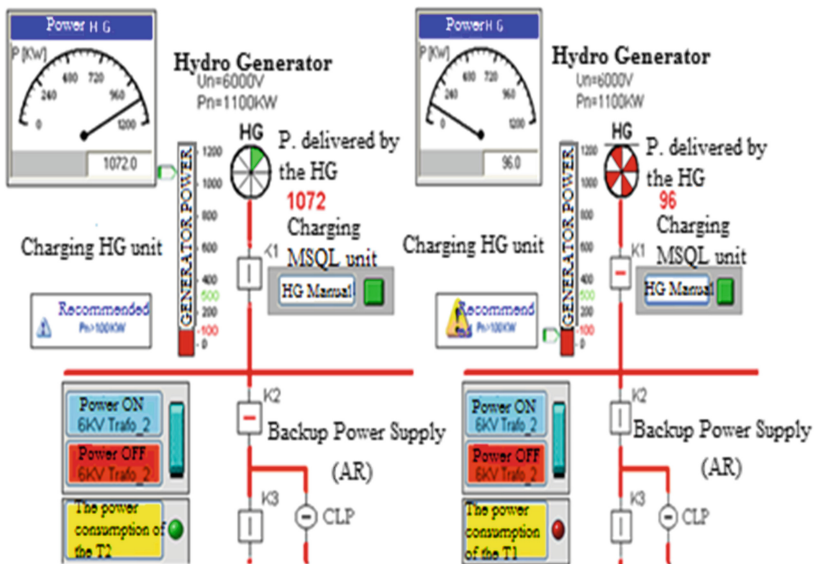 Power H G
P [KW]
480 720
240 960
0 1200
1072.0
Hydro Generator
Un=6000V
Pn=1100KW
HG
P. delivered by
the HG
1072
Charging
MSQL unit
K1
HG Manual
GENERATOR POWER
1200
1000
800
600
400
500
200
-100
0
Charging HG unit
Recommended
Pn>100KW
K2
Power ON
6KV Trafo_2
Power OFF
6KV Trafo_2
Backup Power Supply
(AR)
K3
CLP
The power
consumption of
the T2
PowerH G
P [KW]
480 720
240 960
0 1200
96.0
Hydro Generator
Un=6000V
Pn=1100KW
HG
P. delivered by
the HG
96
Charging
MSQL unit
K1
HG Manual
GENERATOR POWER
1200
1000
800
600
400
500
200
-100
0
Charging HG unit
Recommend
Pn>100KW
K2
Power ON
6KV Trafo_2
Power OFF
6KV Trafo_2
Backup Power Supply
(AR)
K3
CLP
The power
consumption
of the T1